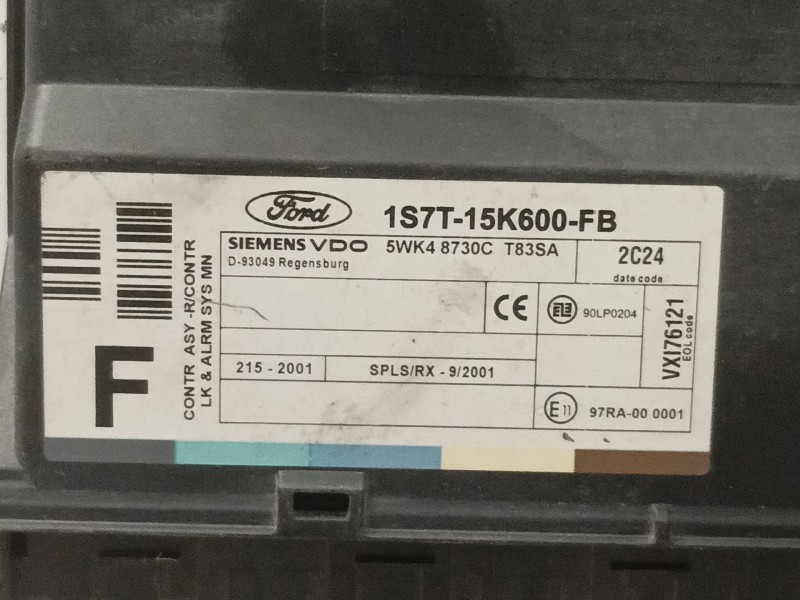 Ford
1S7T-15K600-FB
SIEMENS VDO 5WK4 8730C T83SA
D-93049 Regensburg
2C24
date code
CE
90LP0204
VXI76121
EOL code
215 - 2001
SPLS/RX - 9/2001
E11
97RA-00 0001
CONTR ASY -R/CONTR
LK & ALRM SYS MN
F